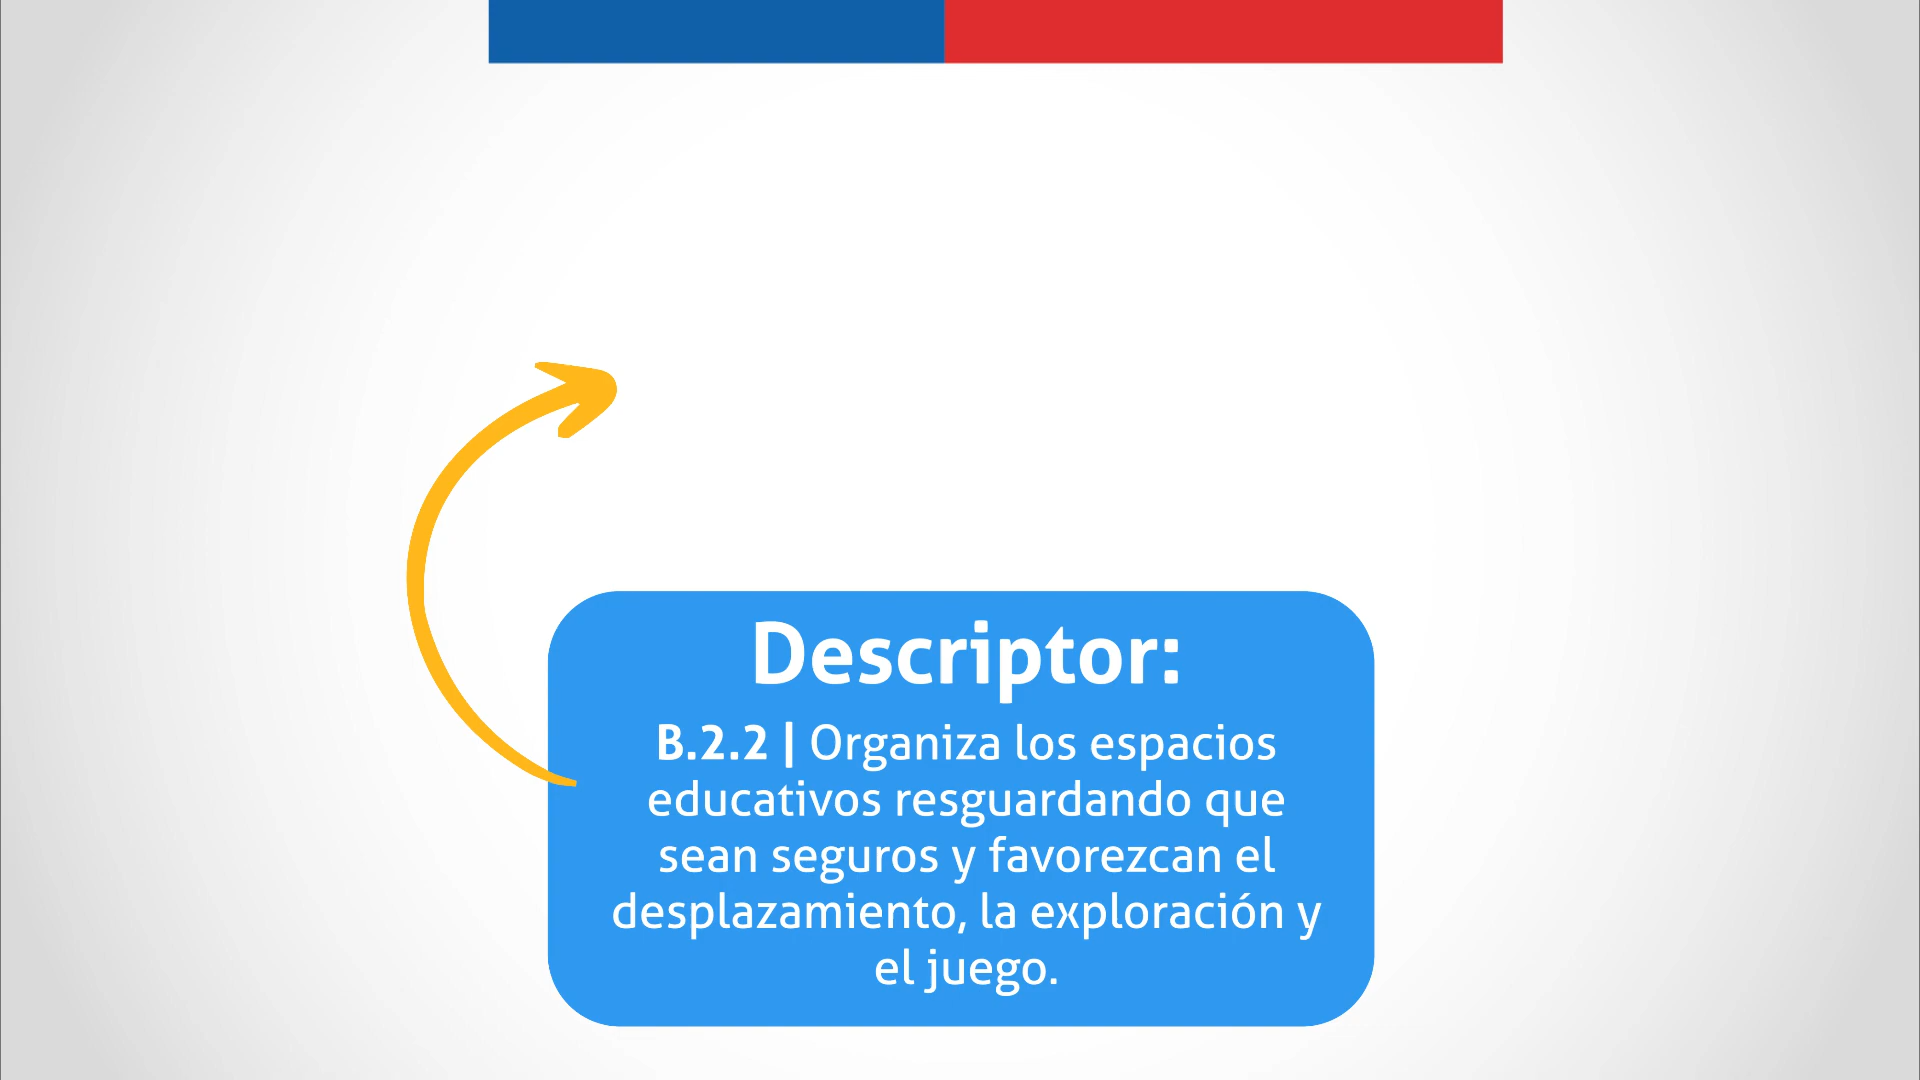 Descriptor:
B.2.2 | Organiza los espacios
educativos resguardando que
sean seguros y favorezcan el
desplazamiento, la exploración y
el juego.